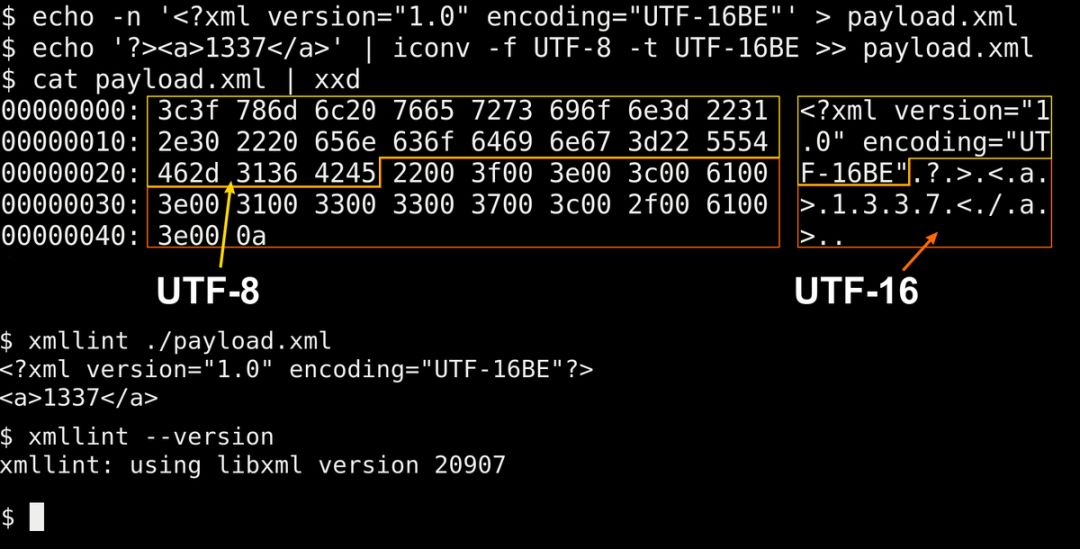 $ echo -n '<?xml version="1.0" encoding="UTF-16BE"' > payload.xml
$ echo '?><a>1337</a>' | iconv -f UTF-8 -t UTF-16BE >> payload.xml
$ cat payload.xml | xxd
00000000: 3c3f 786d 6c20 7665 7273 696f 6e3d 2231 <?xml version="1
00000010: 2e30 2220 656e 636f 6469 6e67 3d22 5554 .0" encoding="UT
00000020: 462d 3136 4245 2200 3f00 3e00 3c00 6100 F-16BE".?.>.<.a.
00000030: 3e00 3100 3300 3300 3700 3c00 2f00 6100 >.1.3.3.7.<./.a.
00000040: 3e00 0a >..
UTF-8 UTF-16
$ xmllint ./payload.xml
<?xml version="1.0" encoding="UTF-16BE"?>
<a>1337</a>
$ xmllint --version
xmllint: using libxml version 20907
$